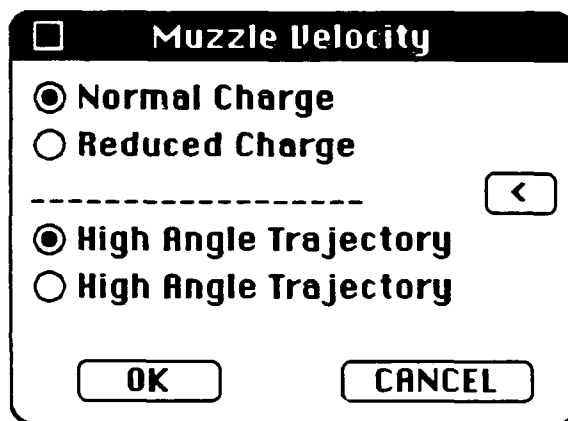 Muzzle Velocity
Normal Charge
Reduced Charge
------------------- <
High Angle Trajectory
High Angle Trajectory
OK CANCEL